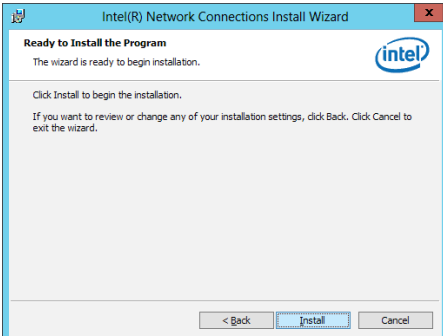 Intel(R) Network Connections Install Wizard
x
Ready to Install the Program
The wizard is ready to begin installation.
intel
Click Install to begin the installation.
If you want to review or change any of your installation settings, click Back. Click Cancel to
exit the wizard.
< Back
Install
Cancel